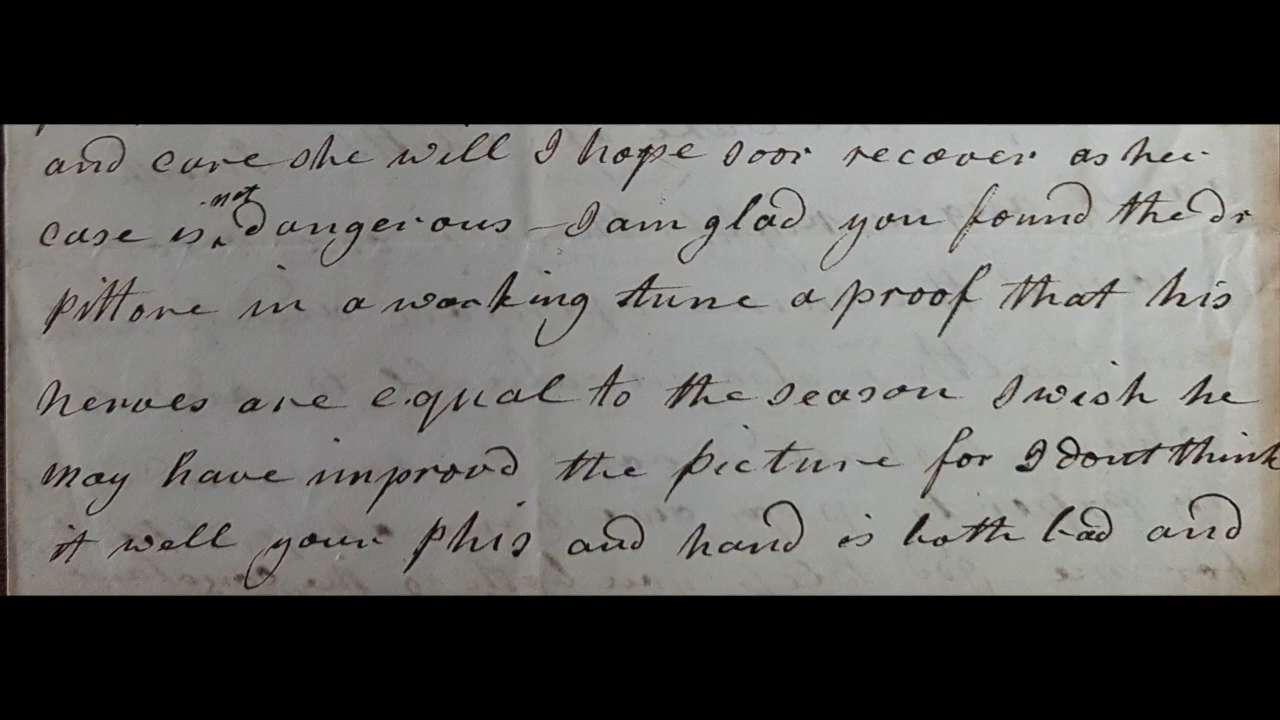 and care she will I hope soon recover as her
case is not dangerous – I am glad you found the dr
pittore in a working tune a proof that his
nerves are equal to the season I wish he
may have improvd the picture for I dont think
it well your phis and hand is both bad and